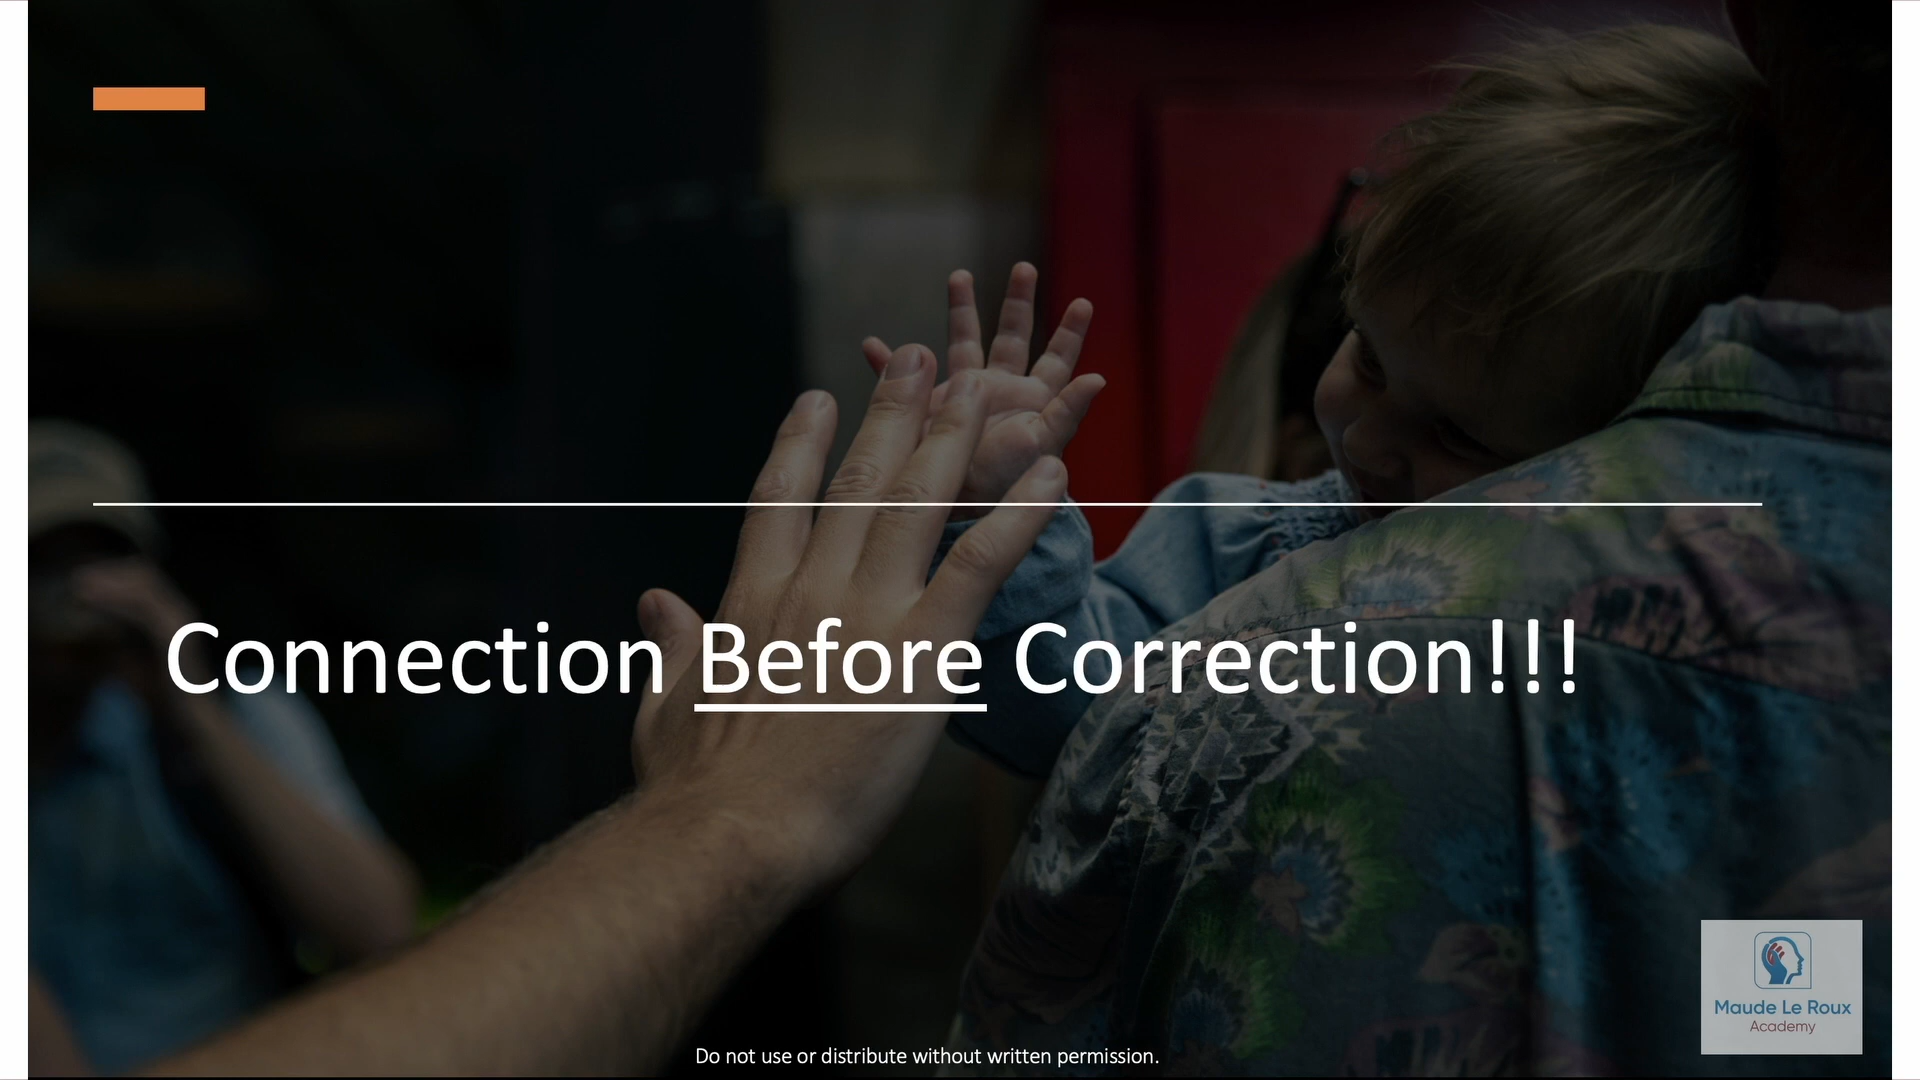 Connection Before Correction!!!
Maude Le Roux
Academy
Do not use or distribute without written permission.